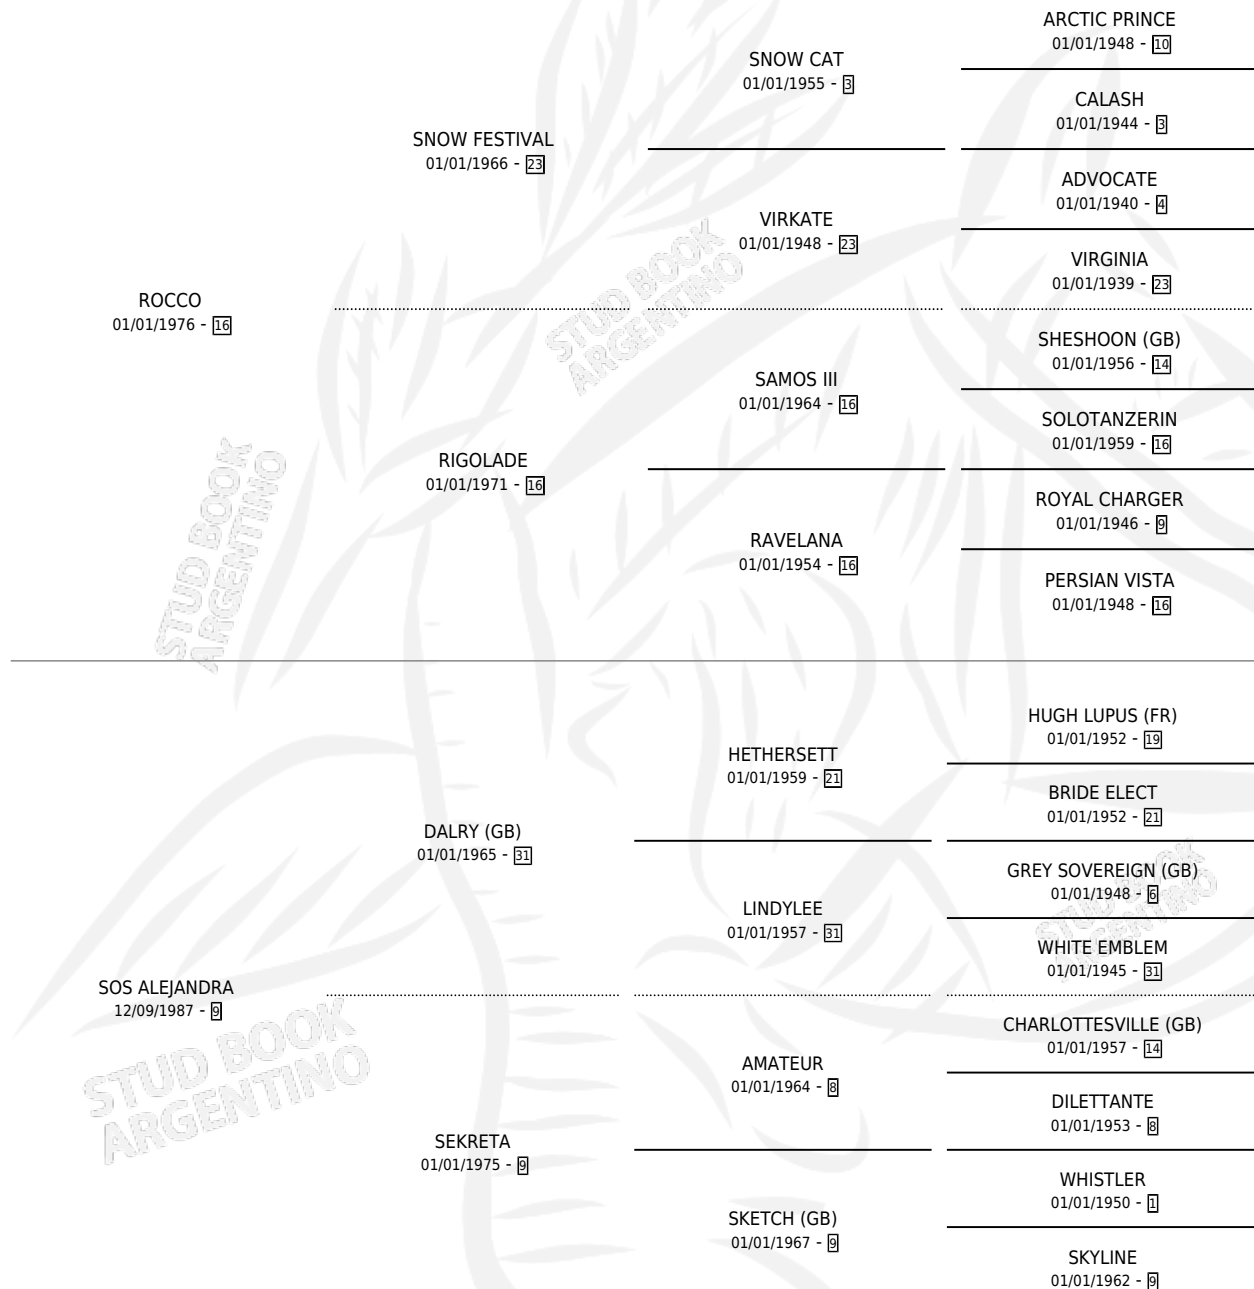 ARCTIC PRINCE
01/01/1948 - 10
SNOW CAT
01/01/1955 - 3
CALASH
01/01/1944 - 3
SNOW FESTIVAL
01/01/1966 - 23
ADVOCATE
01/01/1940 - 4
VIRKATE
01/01/1948 - 23
VIRGINIA
01/01/1939 - 23
ROCCO
01/01/1976 - 16
SHESHOON (GB)
01/01/1956 - 14
SAMOS III
01/01/1964 - 16
SOLOTANZERIN
01/01/1959 - 16
RIGOLADE
01/01/1971 - 16
ROYAL CHARGER
01/01/1946 - 9
RAVELANA
01/01/1954 - 16
PERSIAN VISTA
01/01/1948 - 16
HUGH LUPUS (FR)
01/01/1952 - 19
HETHERSETT
01/01/1959 - 21
BRIDE ELECT
01/01/1952 - 21
DALRY (GB)
01/01/1965 - 31
GREY SOVEREIGN (GB)
01/01/1948 - 6
LINDYLEE
01/01/1957 - 31
WHITE EMBLEM
01/01/1945 - 31
SOS ALEJANDRA
12/09/1987 - 9
CHARLOTTESVILLE (GB)
01/01/1957 - 14
AMATEUR
01/01/1964 - 8
DILETTANTE
01/01/1953 - 8
SEKRETA
01/01/1975 - 9
WHISTLER
01/01/1950 - 1
SKETCH (GB)
01/01/1967 - 9
SKYLINE
01/01/1962 - 9
STUD BOOK
ARGENTINO
STUD BOOK
ARGENTINO
STUD BOOK
ARGENTINO
STUD BOOK
ARGENTINO